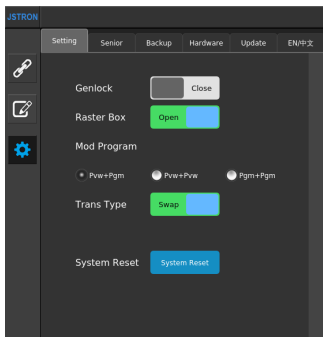 JSTRON
Setting Senior Backup Hardware Update EN/中文
Genlock Close
Raster Box Open
Mod Program
Pvw+Pgm Pvw+Pvw Pgm+Pgm
Trans Type Swap
System Reset System Reset